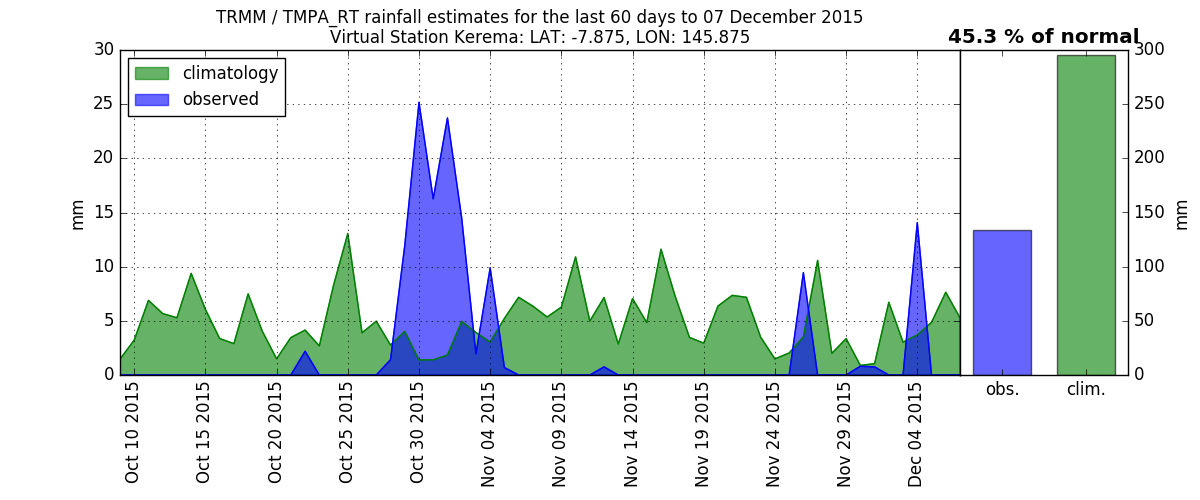 TRMM / TMPA_RT rainfall estimates for the last 60 days to 07 December 2015
Virtual Station Kerema: LAT: -7.875, LON: 145.875
45.3 % of normal
climatology
observed
30
25
20
15
10
5
0
mm
Oct 10 2015
Oct 15 2015
Oct 20 2015
Oct 25 2015
Oct 30 2015
Nov 04 2015
Nov 09 2015
Nov 14 2015
Nov 19 2015
Nov 24 2015
Nov 29 2015
Dec 04 2015
obs.
clim.
300
250
200
150
100
50
0
mm